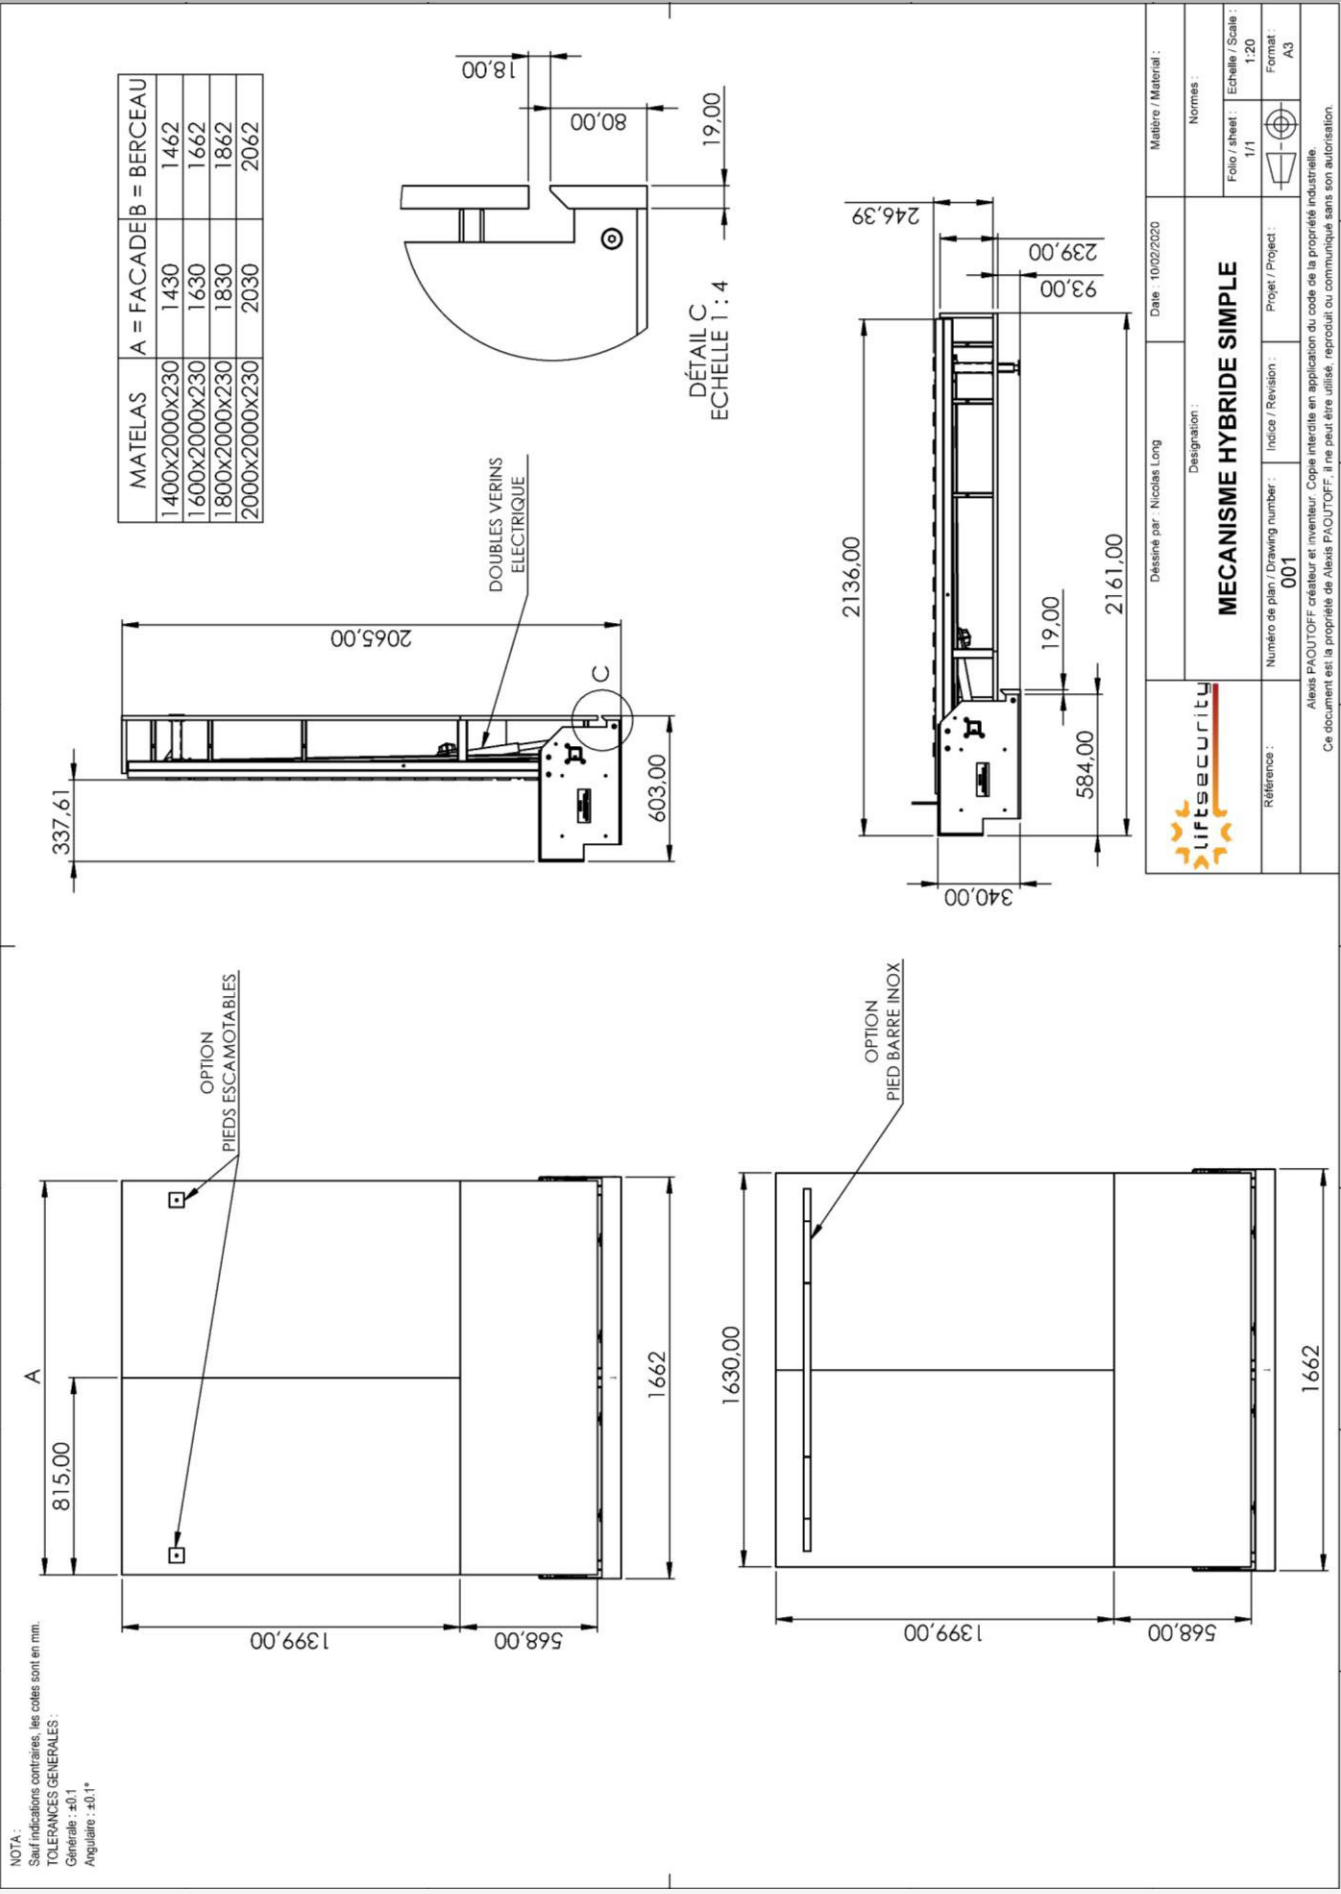 NOTA :
Sauf indications contraires, les cotes sont en mm.
TOLERANCES GENERALES :
Générale : ±0.1
Angulaire : ±0.1°
A
815,00
OPTION
PIEDS ESCAMOTABLES
1399,00
568,00
1662
337,61
2065,00
603,00
C
DOUBLES VERINS
ELECTRIQUE
MATELAS A = FACADE B = BERCEAU
1400x2000x230 1430 1462
1600x2000x230 1630 1662
1800x2000x230 1830 1862
2000x2000x230 2030 2062
18,00
80,00
19,00
DÉTAIL C
ECHELLE 1 : 4
1630,00
OPTION
PIED BARRE INOX
1399,00
568,00
1662
2136,00
246,39
239,00
93,00
340,00
19,00
584,00
2161,00
liftsecurity
Déssiné par : Nicolas Long
Date : 10/02/2020
Matière / Material :
Designation :
MECANISME HYBRIDE SIMPLE
Normes :
Folio / sheet :
1/1
Echelle / Scale :
1:20
Référence :
Numéro de plan / Drawing number :
001
Indice / Revision :
Projet / Project :
Format :
A3
Alexis PAOUTOFF créateur et inventeur. Copie interdite en application du code de la propriété industrielle.
Ce document est la propriété de Alexis PAOUTOFF, il ne peut être utilisé, reproduit ou communiqué sans son autorisation.